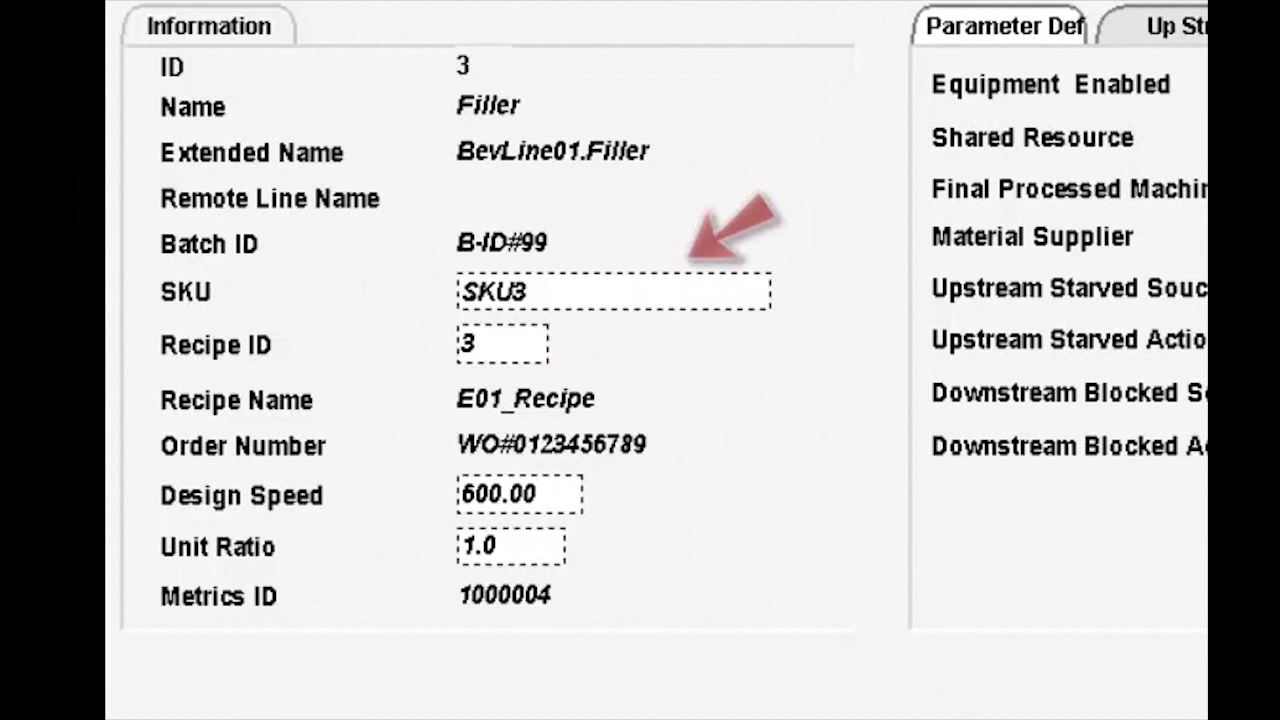 Information
ID 3
Name Filler
Extended Name BevLine01.Filler
Remote Line Name
Batch ID B-ID#99
SKU SKU3
Recipe ID 3
Recipe Name E01_Recipe
Order Number WO#0123456789
Design Speed 600.00
Unit Ratio 1.0
Metrics ID 1000004
Parameter Def
Up Str
Equipment Enabled
Shared Resource
Final Processed Machin
Material Supplier
Upstream Starved Souc
Upstream Starved Actio
Downstream Blocked S
Downstream Blocked A